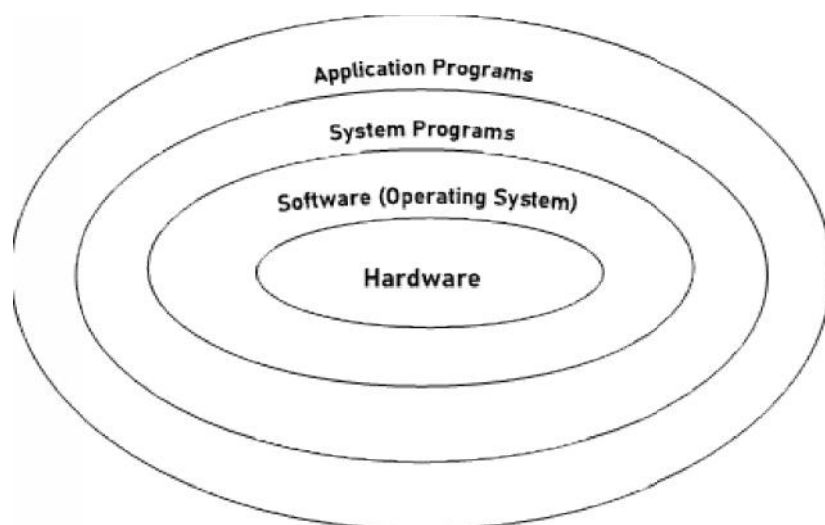 Application Programs
System Programs
Software (Operating System)
Hardware